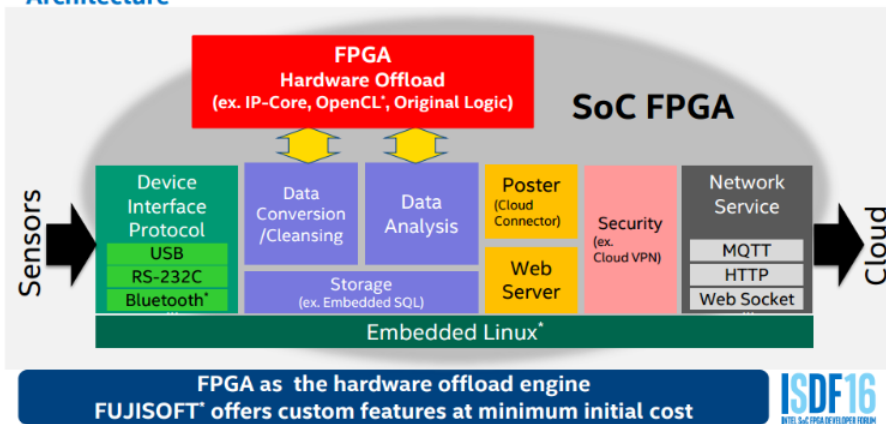 Architecture
FPGA
Hardware Offload
(ex. IP-Core, OpenCL*, Original Logic)
SoC FPGA
Sensors
Device
Interface
Protocol
USB
RS-232C
Bluetooth*
...
Data
Conversion
/Cleansing
Data
Analysis
Storage
(ex. Embedded SQL)
Poster
(Cloud
Connector)
Web
Server
Security
(ex.
Cloud VPN)
Network
Service
MQTT
HTTP
Web Socket
...
Cloud
Embedded Linux*
FPGA as the hardware offload engine
FUJISOFT* offers custom features at minimum initial cost
ISDF16
INTEL SoC FPGA DEVELOPER FORUM